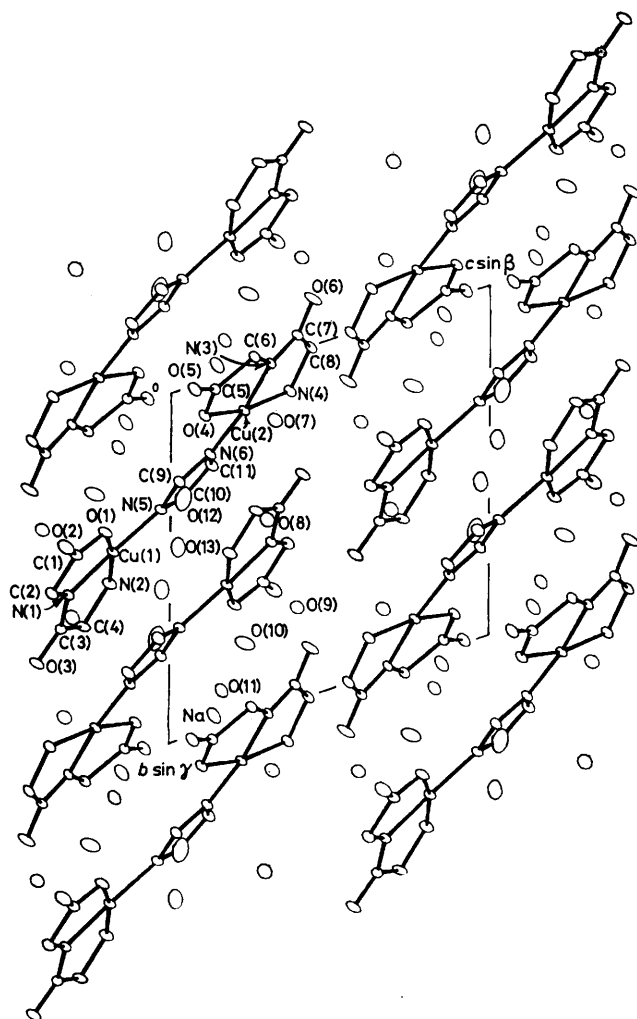 c sin β
O(6)
C(7)
C(6)
N(3)
C(8)
O(5)
C(5)
N(4)
O(4)
O(7)
Cu(2)
N(6)
C(9)
C(11)
C(10)
N(5)
O(12)
O(1)
O(8)
O(2)
Cu(1)
C(1)
O(13)
C(2)
N(2)
N(1)
O(9)
C(3)
C(4)
O(10)
O(3)
O(11)
Na
b sin γ